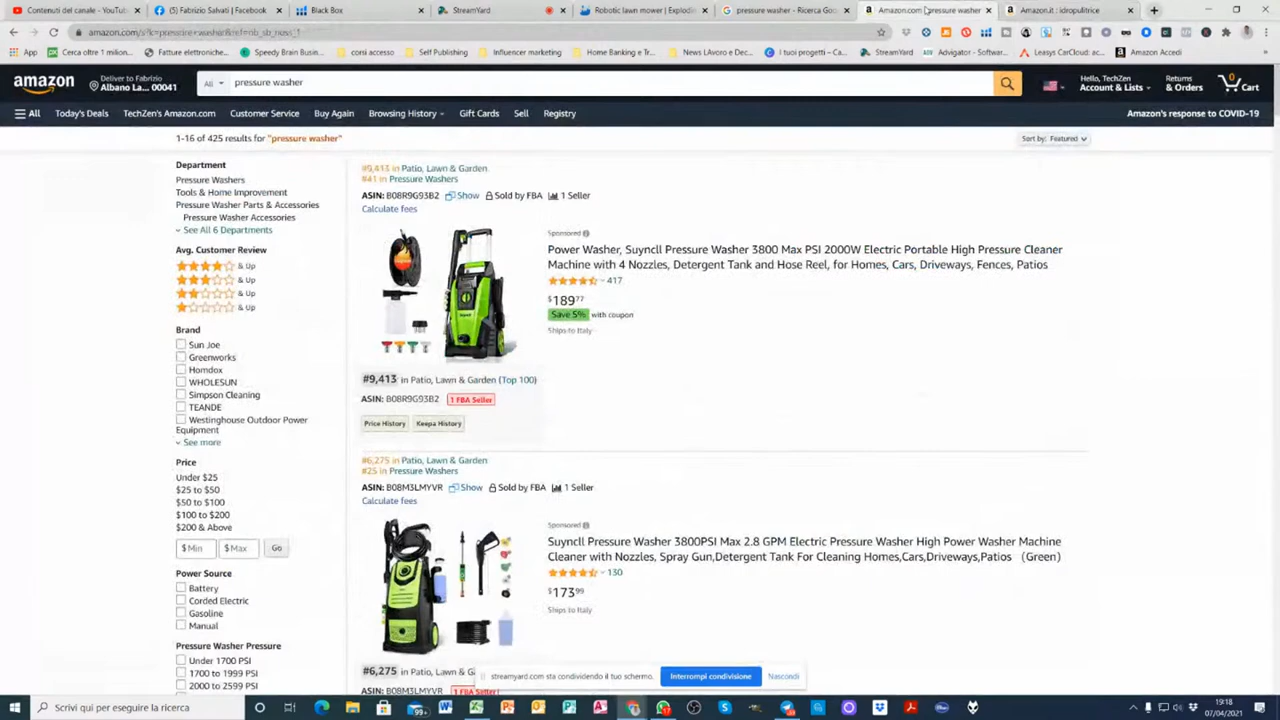 Contenuti del canale - YouTu
(5) Fabrizio Salvati | Facebook
Black Box
StreamYard
Robotic lawn mower | Explodin
pressure washer - Ricerca Goo
Amazon.com : pressure washer
Amazon.it : idropulitrice
App
Cerca oltre 1 milion...
Fatture elettroniche...
Speedy Brain Busin...
conti accesso
Self Publishing
Influencer marketing
Home Banking e Tru...
News LAvoro e Dec...
I tuoi progetti – Ca...
StreamYard
Advigator - Softwar...
Leasys CarCloud: ac...
Amazon Accedi
amazon
Deliver to Fabrizio
Albano La... 00041
All
pressure washer
Hello, TechZen
Account & Lists
Returns
& Orders
Cart
All
Today's Deals
TechZen's Amazon.com
Customer Service
Buy Again
Browsing History
Gift Cards
Sell
Registry
Amazon's response to COVID-19
1-16 of 425 results for "pressure washer"
Sort by: Featured
Department
Pressure Washers
Tools & Home Improvement
Pressure Washer Parts & Accessories
Pressure Washer Accessories
See All 6 Departments
Avg. Customer Review
& Up
& Up
& Up
& Up
Brand
Sun Joe
Greenworks
Homdox
WHOLESUN
Simpson Cleaning
TEANDE
Westinghouse Outdoor Power
Equipment
See more
Price
Under $25
$25 to $50
$50 to $100
$100 to $200
$200 & Above
$ Min
$ Max
Go
Power Source
Battery
Corded Electric
Gasoline
Manual
Pressure Washer Pressure
Under 1700 PSI
1700 to 1999 PSI
2000 to 2599 PSI
#9,413 in Patio, Lawn & Garden
#41 in Pressure Washers
ASIN: B08R9G93B2 Show Sold by FBA 1 Seller
Calculate fees
Sponsored
Power Washer, Suyncll Pressure Washer 3800 Max PSI 2000W Electric Portable High Pressure Cleaner
Machine with 4 Nozzles, Detergent Tank and Hose Reel, for Homes, Cars, Driveways, Fences, Patios
417
$189.77
Save 5% with coupon
Ships to Italy
#9,413 in Patio, Lawn & Garden (Top 100)
ASIN: B08R9G93B2 1 FBA Seller
Price History
Keepa History
#6,275 in Patio, Lawn & Garden
#25 in Pressure Washers
ASIN: B08M3LMYVR Show Sold by FBA 1 Seller
Calculate fees
Sponsored
Suyncll Pressure Washer 3800PSI Max 2.8 GPM Electric Pressure Washer High Power Washer Machine
Cleaner with Nozzles, Spray Gun,Detergent Tank For Cleaning Homes,Cars,Driveways,Patios （Green）
130
$173.99
Ships to Italy
#6,275 in Patio, Lawn & G
ASIN: B08M3LMYVR 1 FBA Seller
streamyard.com sta condividendo il tuo schermo.
Interrompi condivisione
Nascondi
Scrivi qui per eseguire la ricerca
99+
19:18
07/04/2021